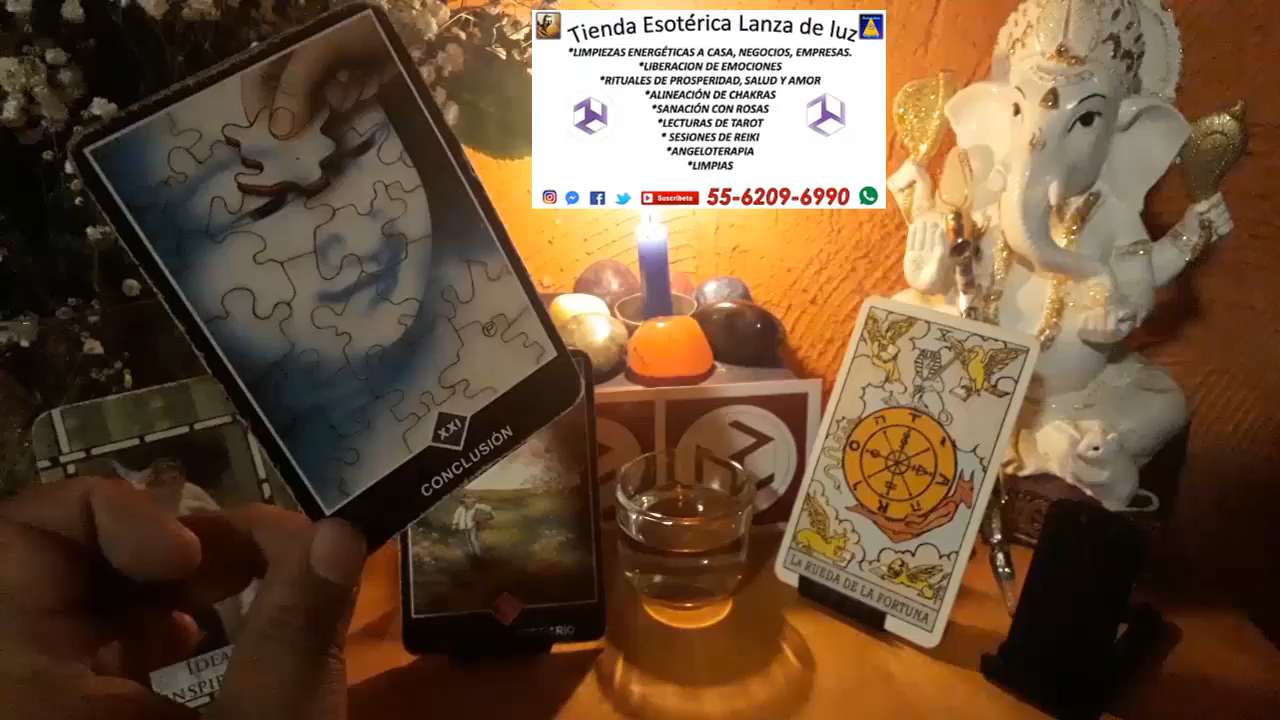 Tienda Esotérica Lanza de luz
*LIMPIEZAS ENERGÉTICAS A CASA, NEGOCIOS, EMPRESAS.
*LIBERACION DE EMOCIONES
*RITUALES DE PROSPERIDAD, SALUD Y AMOR
*ALINEACIÓN DE CHAKRAS
*SANACIÓN CON ROSAS
*LECTURAS DE TAROT
* SESIONES DE REIKI
*ANGELOTERAPIA
*LIMPIAS
Suscríbete
55-6209-6990
XXI
CONCLUSIÓN
X
LA RUEDA DE LA FORTUNA